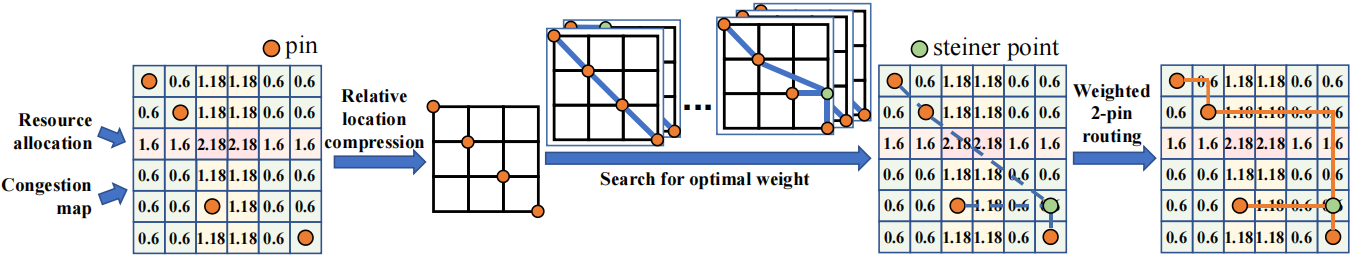 pin
0.6 1.18 1.18 0.6 0.6
0.6 1.18 1.18 0.6 0.6
1.6 1.6 2.18 2.18 1.6 1.6
0.6 0.6 1.18 1.18 0.6 0.6
0.6 0.6 1.18 0.6 0.6
0.6 0.6 1.18 1.18 0.6
Resource
allocation
Congestion
map
Relative
location
compression
...
Search for optimal weight
steiner point
0.6 1.18 1.18 0.6 0.6
0.6 1.18 1.18 0.6 0.6
1.6 1.6 2.18 2.18 1.6 1.6
0.6 0.6 1.18 1.18 0.6 0.6
0.6 0.6 1.18 0.6
0.6 0.6 1.18 1.18 0.6
Weighted
2-pin
routing
0.6 1.18 1.18 0.6 0.6
0.6 1.18 1.18 0.6 0.6
1.6 1.6 2.18 2.18 1.6 1.6
0.6 0.6 1.18 1.18 0.6 0.6
0.6 0.6 1.18 0.6
0.6 0.6 1.18 1.18 0.6